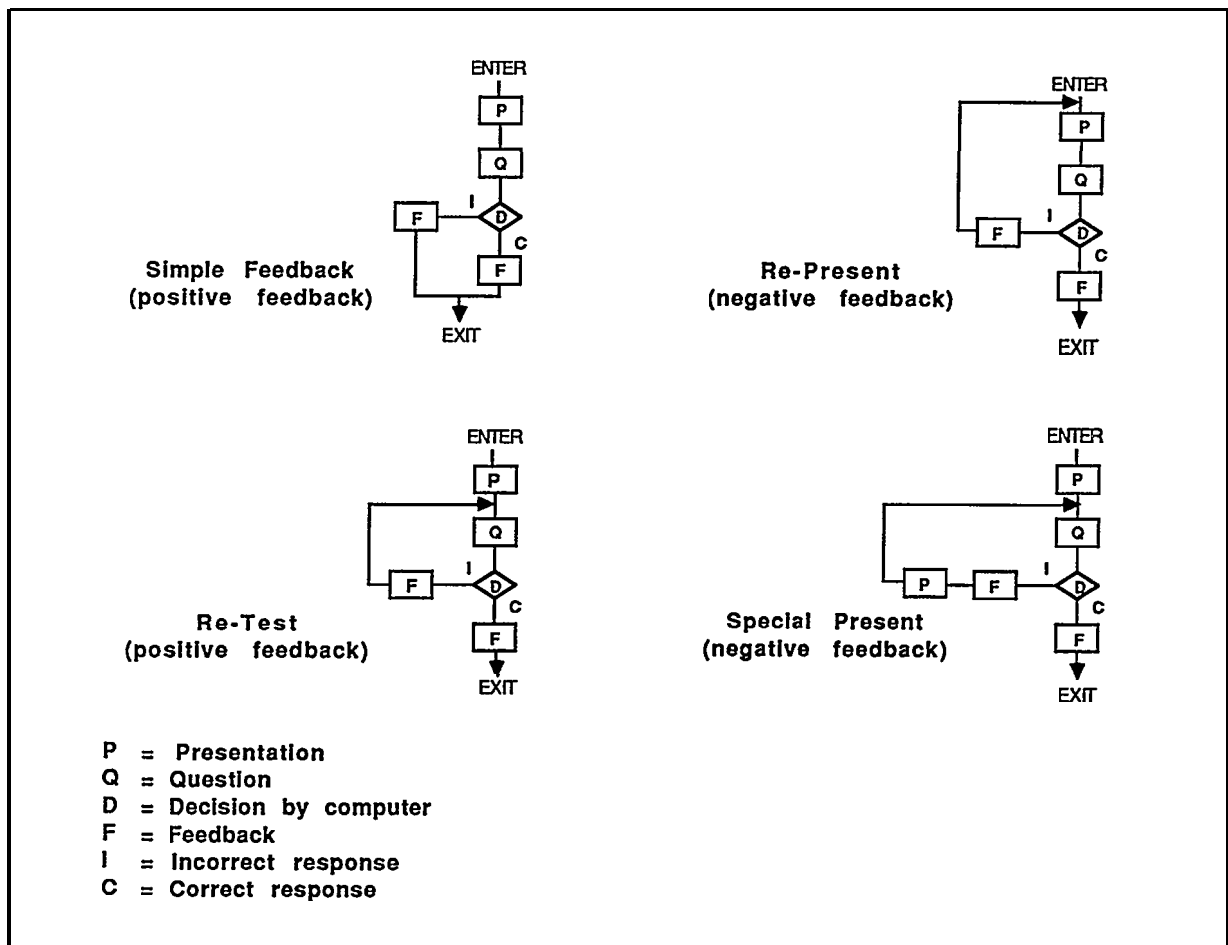 ENTER
P
Q
I
F
D
C
F
Simple Feedback
(positive feedback)
EXIT
ENTER
P
Q
I
F
D
C
F
Re-Present
(negative feedback)
EXIT
ENTER
P
Q
I
F
D
C
F
Re-Test
(positive feedback)
EXIT
ENTER
P
Q
I
P
F
D
C
F
Special Present
(negative feedback)
EXIT
P = Presentation
Q = Question
D = Decision by computer
F = Feedback
I = Incorrect response
C = Correct response